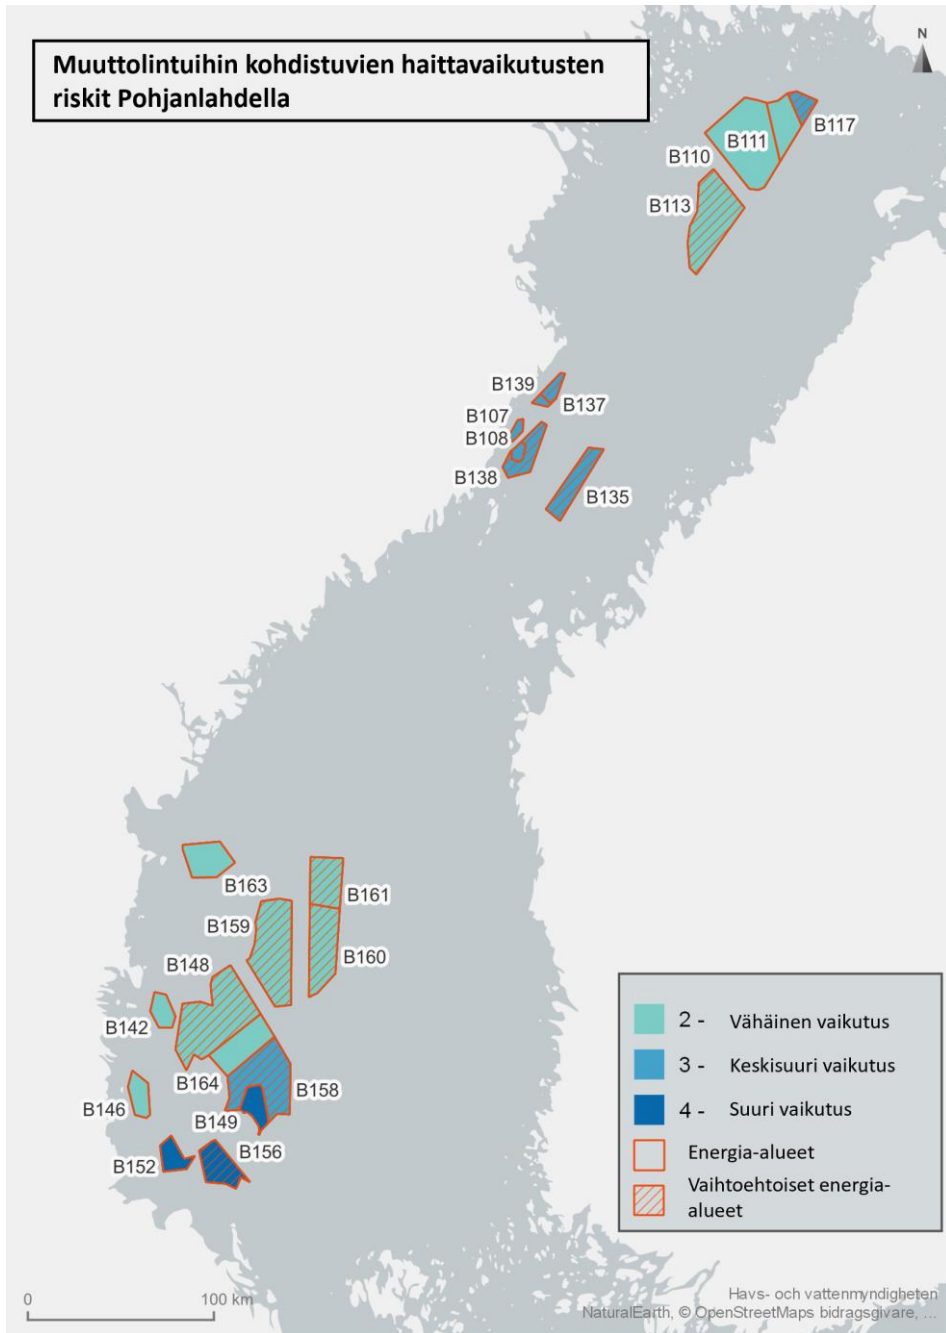 Muuttolintuihin kohdistuvien haittavaikutusten
riskit Pohjanlahdella
N
B117
B111
B110
B113
B139
B137
B107
B108
B138
B135
B163
B161
B159
B160
B148
B142
B164
B158
B146
B149
B156
B152
2 - Vähäinen vaikutus
3 - Keskisuuri vaikutus
4 - Suuri vaikutus
Energia-alueet
Vaihtoehtoiset energia-
alueet
0 100 km
Havs- och vattenmyndigheten
NaturalEarth, © OpenStreetMaps bidragsgivare, ...